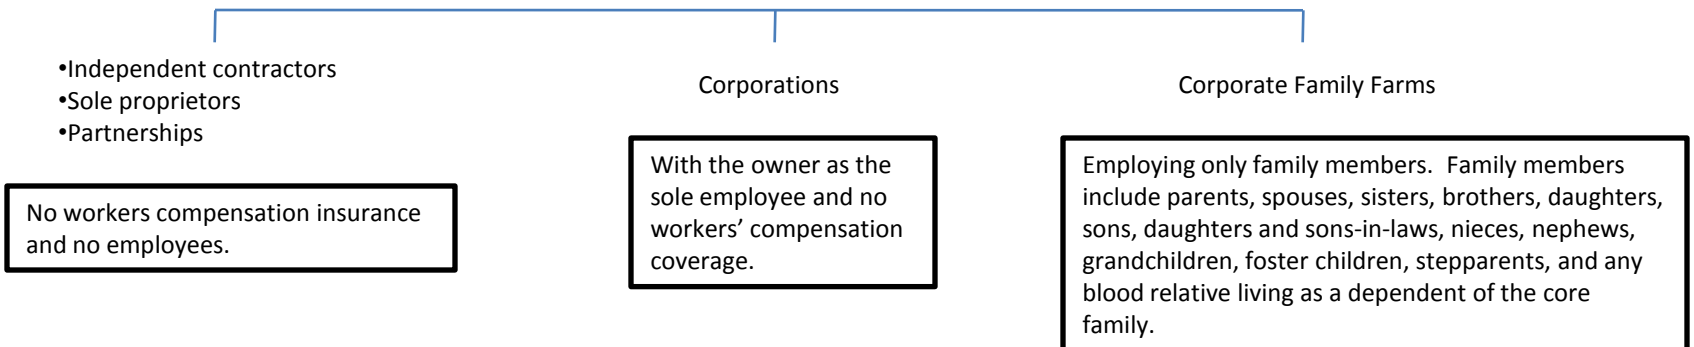 •Independent contractors
•Sole proprietors
•Partnerships
No workers compensation insurance
and no employees.
Corporations
With the owner as the
sole employee and no
workers’ compensation
coverage.
Corporate Family Farms
Employing only family members.  Family members
include parents, spouses, sisters, brothers, daughters,
sons, daughters and sons-in-laws, nieces, nephews,
grandchildren, foster children, stepparents, and any
blood relative living as a dependent of the core
family.